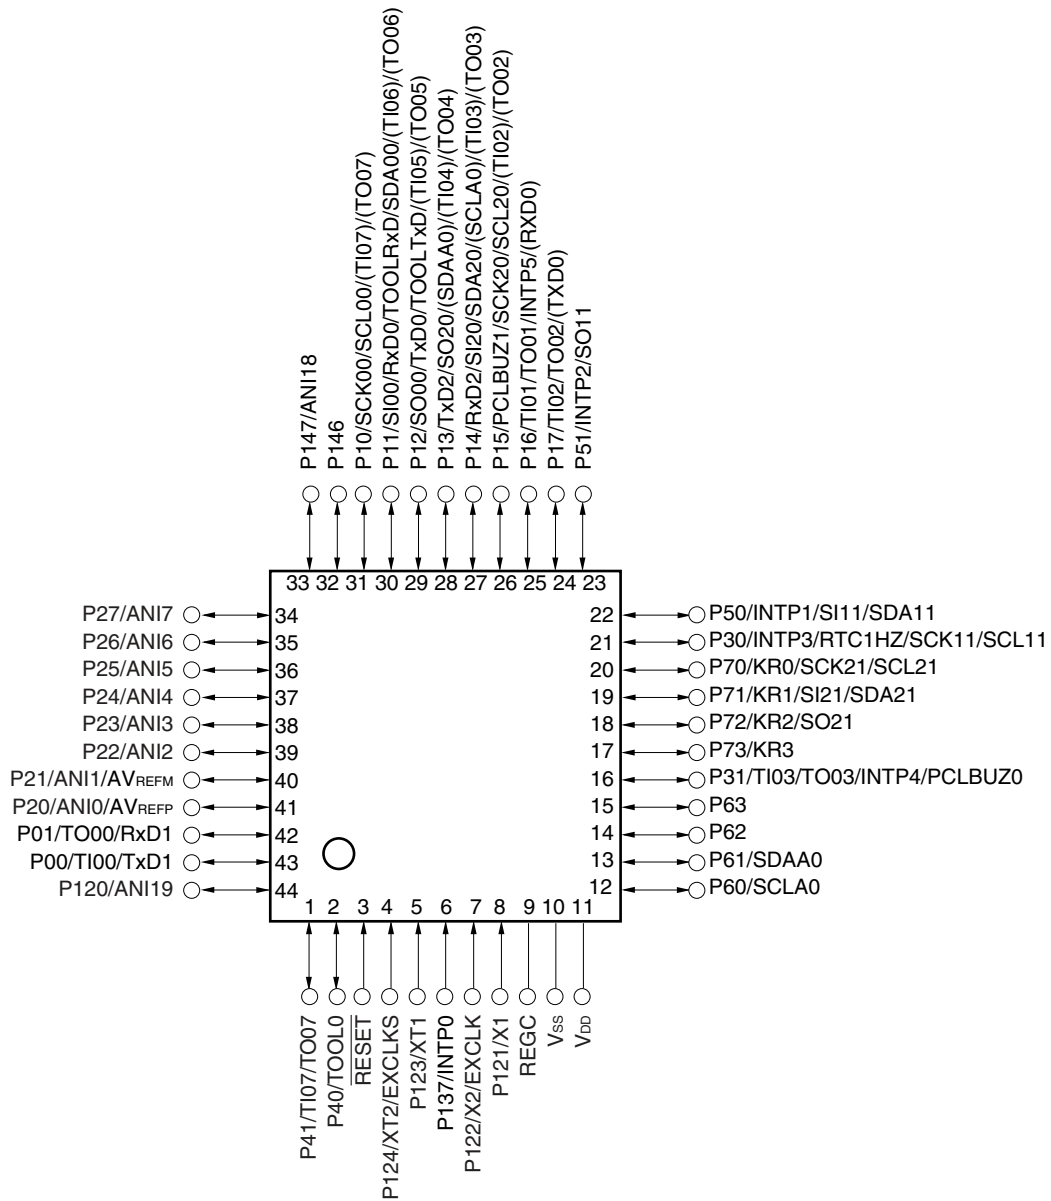 P147/ANI18
P146
P10/SCK00/SCL00/(TI07)/(TO07)
P11/SI00/RxD0/TOOLRxD/SDA00/(TI06)/(TO06)
P12/SO00/TxD0/TOOLTxD/(TI05)/(TO05)
P13/TxD2/SO20/(SDAA0)/(TI04)/(TO04)
P14/RxD2/SI20/SDA20/(SCLA0)/(TI03)/(TO03)
P15/PCLBUZ1/SCK20/SCL20/(TI02)/(TO02)
P16/TI01/TO01/INTP5/(RXD0)
P17/TI02/TO02/(TXD0)
P51/INTP2/SO11
33 32 31 30 29 28 27 26 25 24 23
P27/ANI7 34
P26/ANI6 35
P25/ANI5 36
P24/ANI4 37
P23/ANI3 38
P22/ANI2 39
P21/ANI1/AVREFM 40
P20/ANI0/AVREFP 41
P01/TO00/RxD1 42
P00/TI00/TxD1 43
P120/ANI19 44
22 P50/INTP1/SI11/SDA11
21 P30/INTP3/RTC1HZ/SCK11/SCL11
20 P70/KR0/SCK21/SCL21
19 P71/KR1/SI21/SDA21
18 P72/KR2/SO21
17 P73/KR3
16 P31/TI03/TO03/INTP4/PCLBUZ0
15 P63
14 P62
13 P61/SDAA0
12 P60/SCLA0
1 2 3 4 5 6 7 8 9 10 11
P41/TI07/TO07
P40/TOOL0
RESET
P124/XT2/EXCLKS
P123/XT1
P137/INTP0
P122/X2/EXCLK
P121/X1
REGC
VSS
VDD